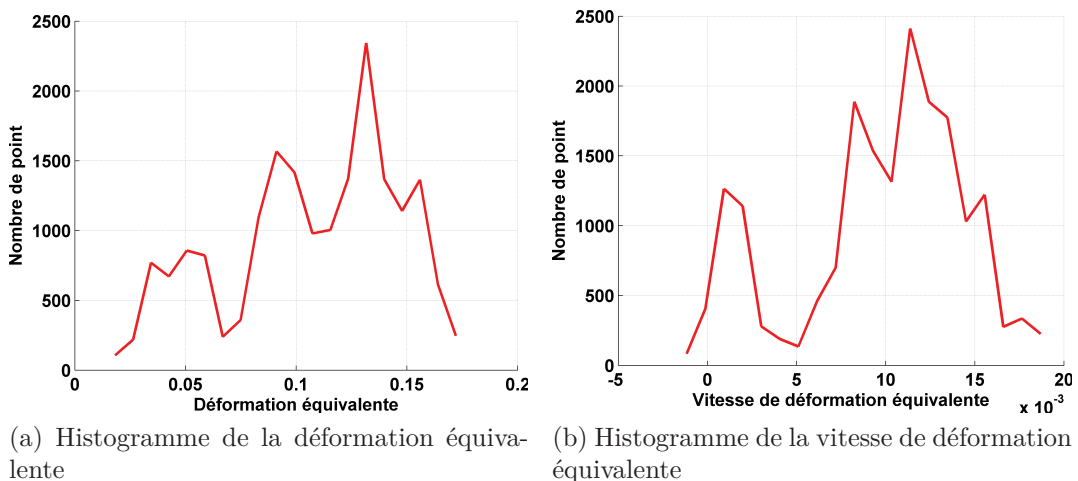 2500
2000
1500
1000
500
0
Nombre de point
0
0.05
0.1
0.15
0.2
Déformation équivalente
(a) Histogramme de la déformation équiva-
lente
2500
2000
1500
1000
500
0
Nombre de point
-5
0
5
10
15
20
Vitesse de déformation équivalente
x 10⁻³
(b) Histogramme de la vitesse de déformation
équivalente